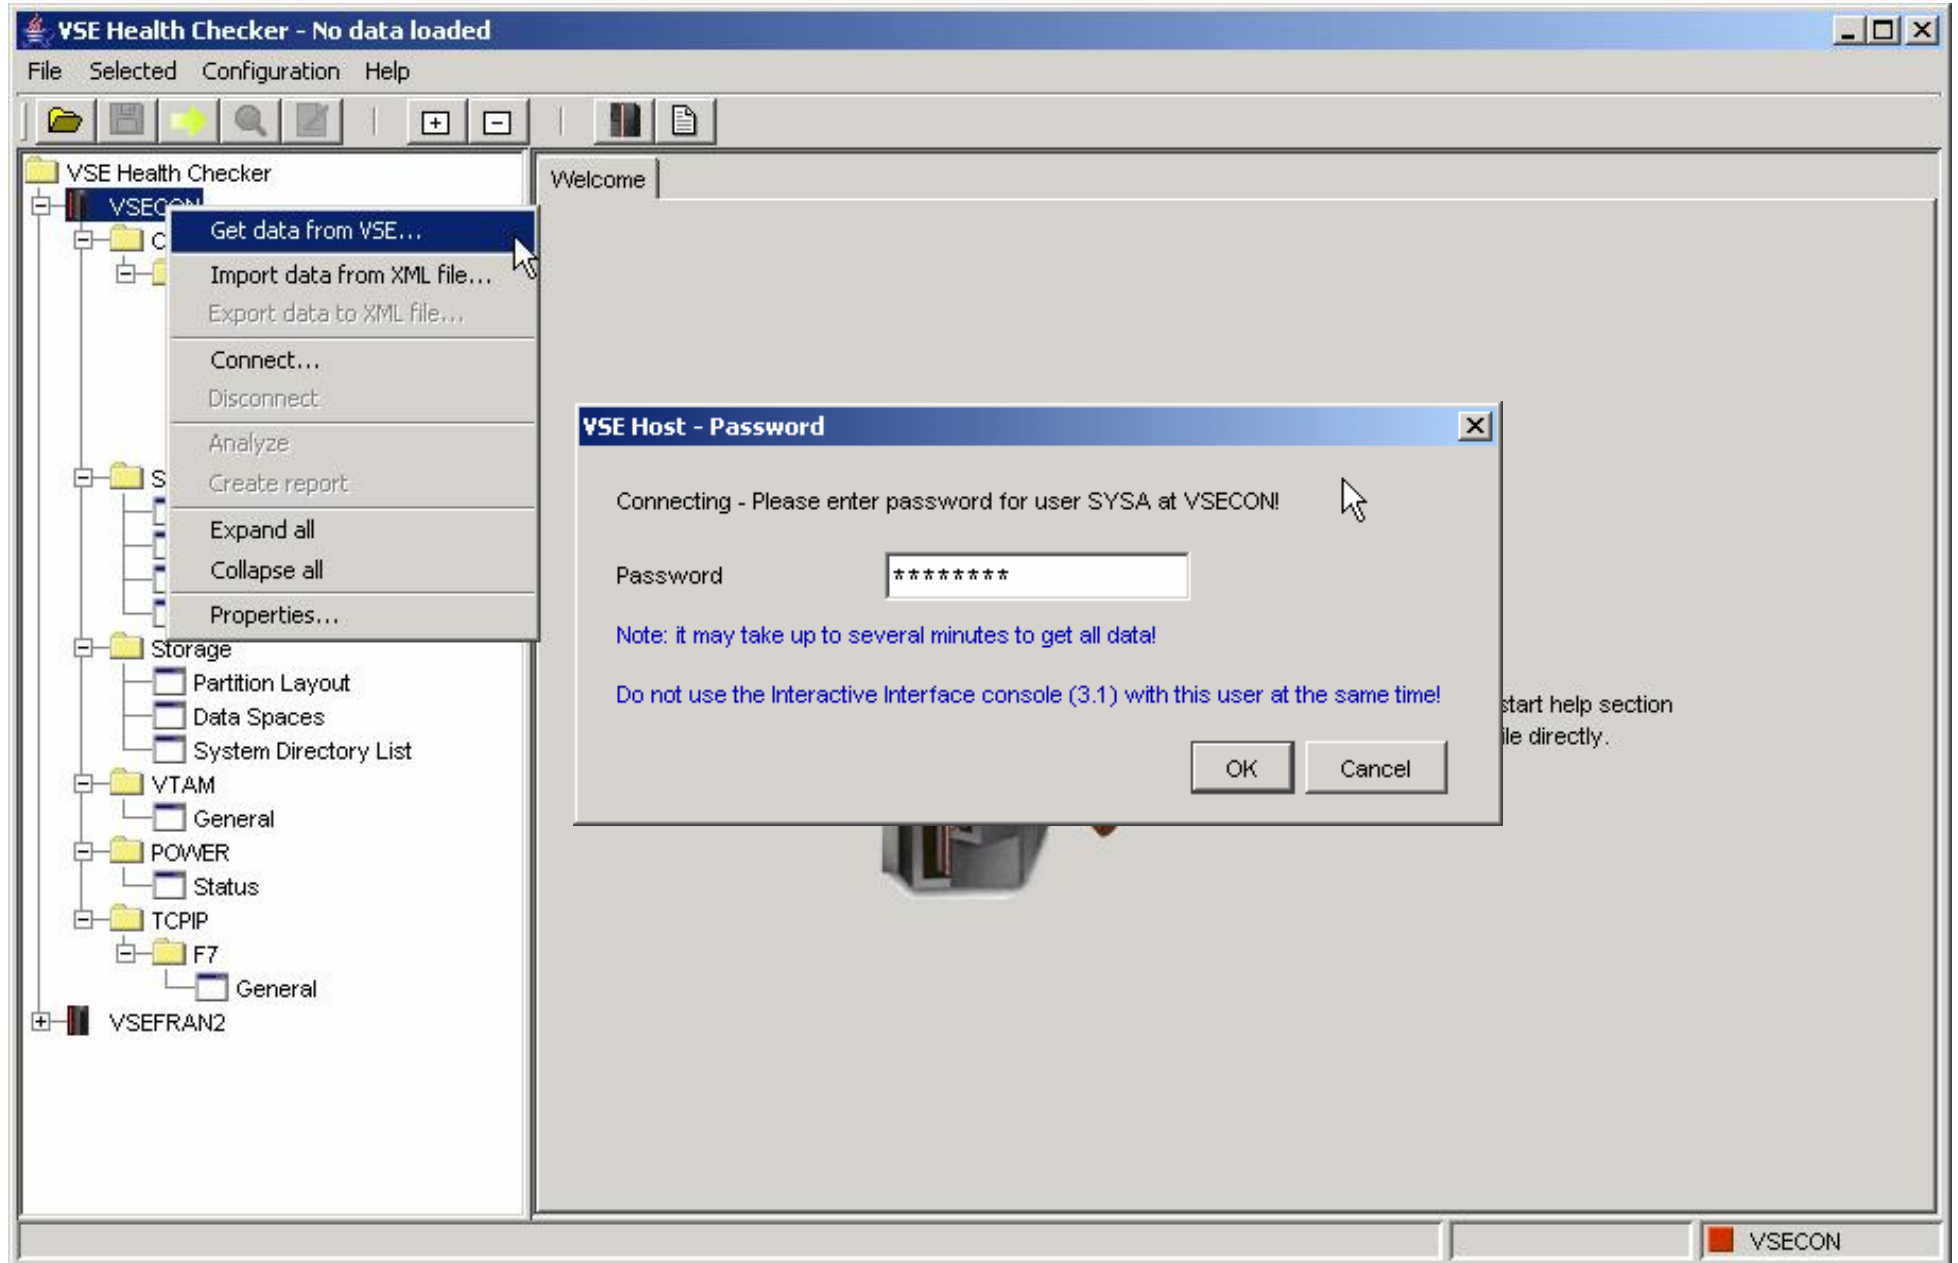 VSE Health Checker - No data loaded
File Selected Configuration Help
VSE Health Checker
VSECON
Get data from VSE...
Import data from XML file...
Export data to XML file...
Connect...
Disconnect
Analyze
Create report
Expand all
Collapse all
Properties...
C
S
Storage
Partition Layout
Data Spaces
System Directory List
VTAM
General
POWER
Status
TCPIP
F7
General
VSEFRAN2
Welcome
start help section
ile directly.
VSE Host - Password
Connecting - Please enter password for user SYSA at VSECON!
Password ********
Note: it may take up to several minutes to get all data!
Do not use the Interactive Interface console (3.1) with this user at the same time!
OK Cancel
VSECON